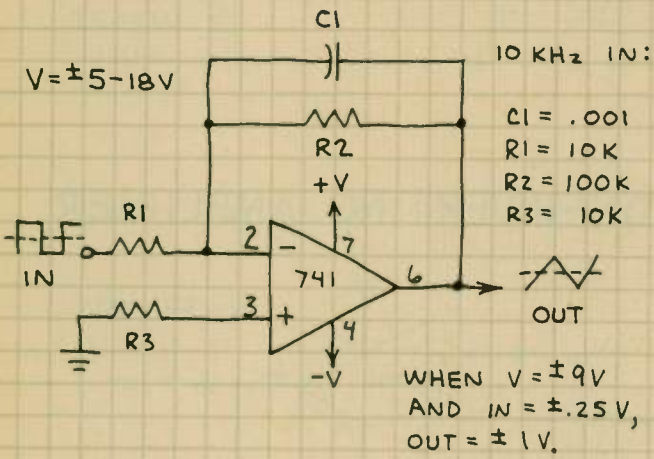 C1
V = ±5-18V
10 KHz IN:
C1 = .001
R1 = 10K
R2 = 100K
R3 = 10K
R2
+V
R1
2 - 7
IN
741
6
3 +
R3
4
OUT
-V
WHEN V = ±9V
AND IN = ±.25V,
OUT = ±1V.